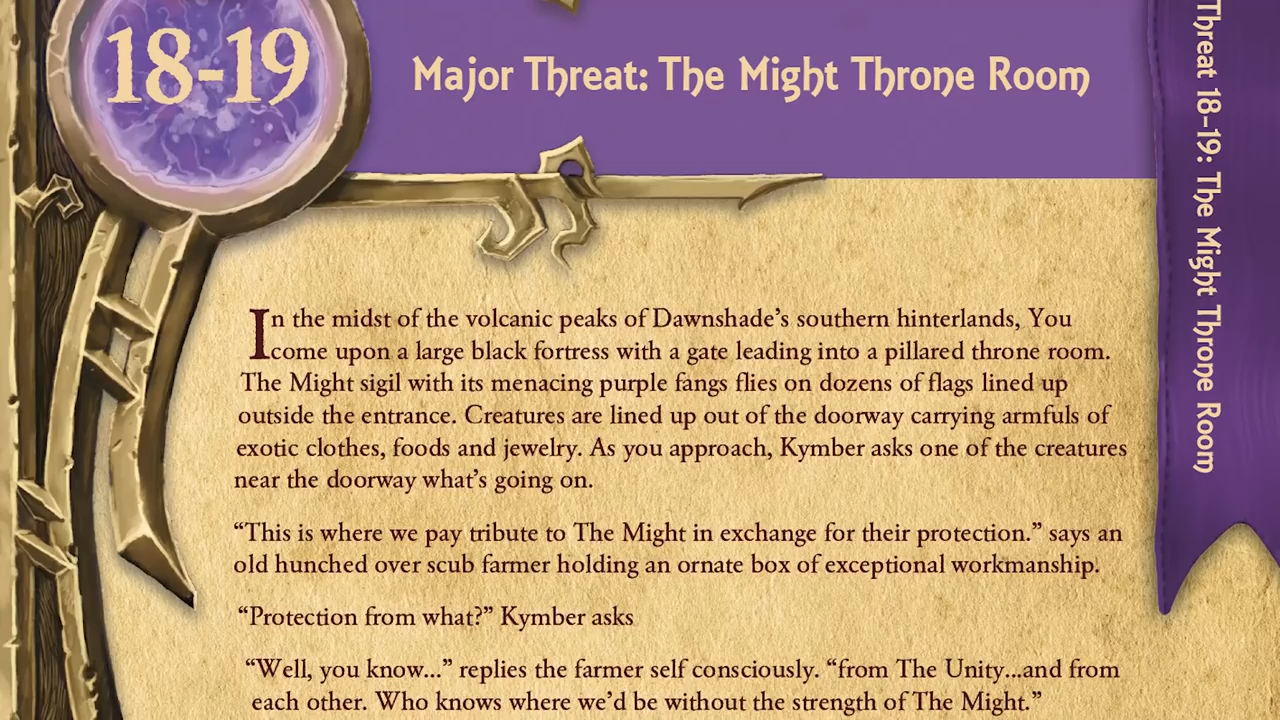 18-19
Major Threat: The Might Throne Room
Threat 18-19: The Might Throne Room
In the midst of the volcanic peaks of Dawnshade's southern hinterlands, You
come upon a large black fortress with a gate leading into a pillared throne room.
The Might sigil with its menacing purple fangs flies on dozens of flags lined up
outside the entrance. Creatures are lined up out of the doorway carrying armfuls of
exotic clothes, foods and jewelry. As you approach, Kymber asks one of the creatures
near the doorway what's going on.
“This is where we pay tribute to The Might in exchange for their protection.” says an
old hunched over scub farmer holding an ornate box of exceptional workmanship.
“Protection from what?” Kymber asks
“Well, you know...” replies the farmer self consciously. “from The Unity...and from
each other. Who knows where we'd be without the strength of The Might.”